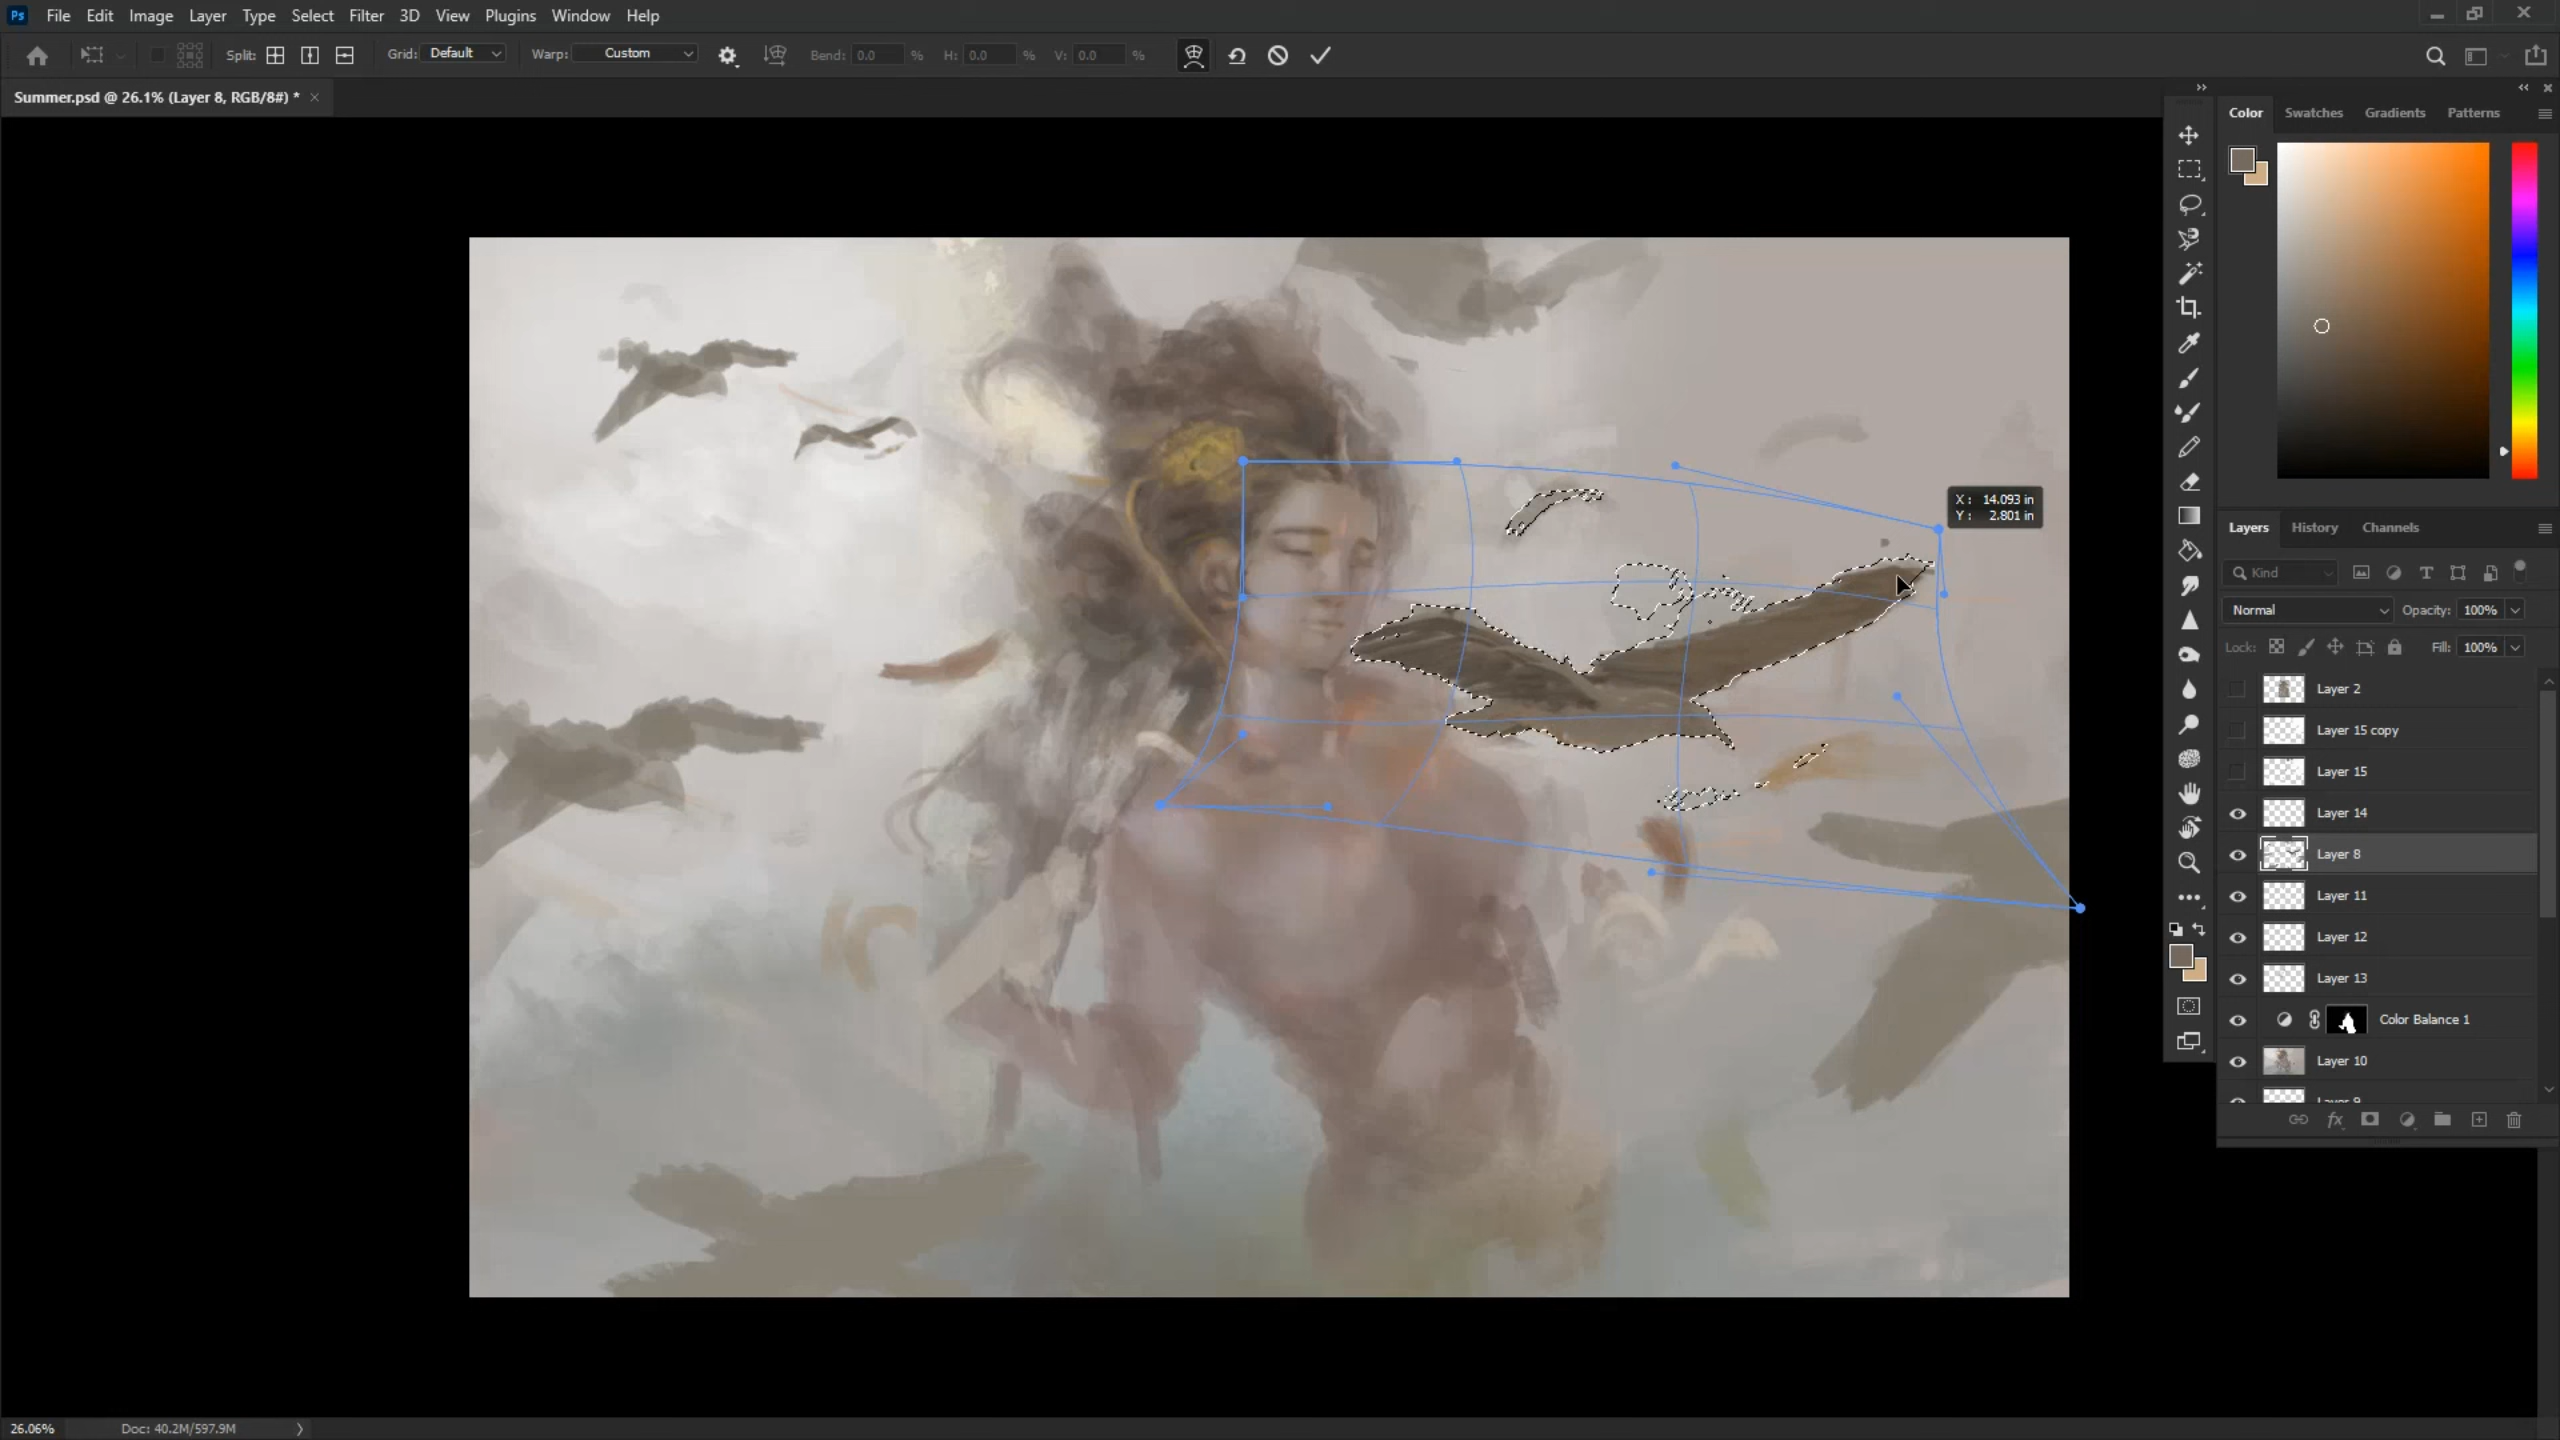 Ps File Edit Image Layer Type Select Filter 3D View Plugins Window Help
Split: Grid: Default Warp: Custom Bend: 0.0 % H: 0.0 % V: 0.0 %
Summer.psd @ 26.1% (Layer 8, RGB/8#) *
Color Swatches Gradients Patterns
X: 14.093 in
Y: 2.801 in
Layers History Channels
Kind
Normal Opacity: 100%
Lock: Fill: 100%
Layer 2
Layer 15 copy
Layer 15
Layer 14
Layer 8
Layer 11
Layer 12
Layer 13
Color Balance 1
Layer 10
Layer 9
fx
26.06% Doc: 40.2M/597.9M